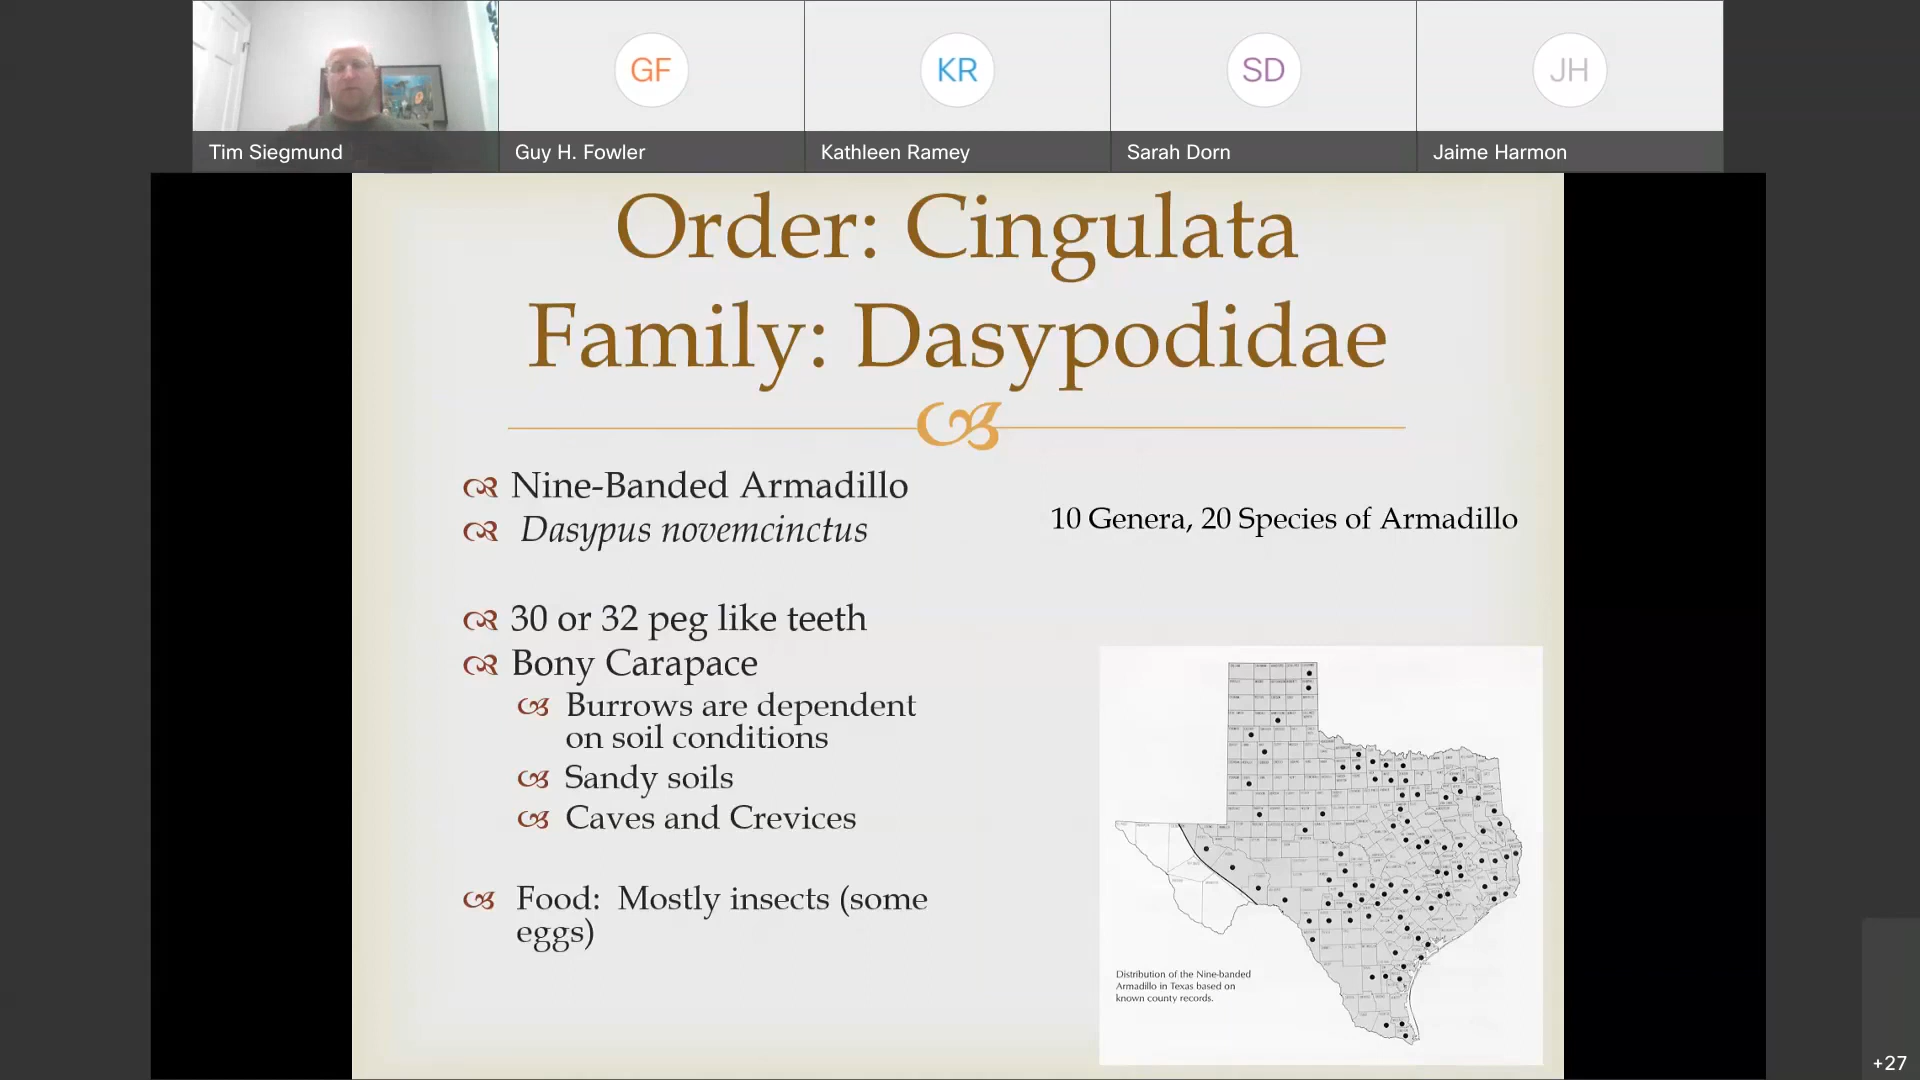 GF
KR
SD
JH
Tim Siegmund
Guy H. Fowler
Kathleen Ramey
Sarah Dorn
Jaime Harmon
Order: Cingulata
Family: Dasypodidae
Nine-Banded Armadillo
Dasypus novemcinctus
10 Genera, 20 Species of Armadillo
30 or 32 peg like teeth
Bony Carapace
Burrows are dependent
on soil conditions
Sandy soils
Caves and Crevices
Food: Mostly insects (some
eggs)
Distribution of the Nine-banded
Armadillo in Texas based on
known county records.
+27